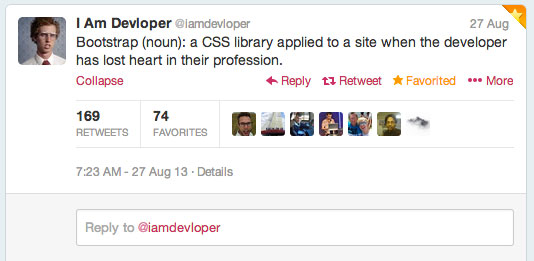 I Am Devloper @iamdevloper 27 Aug
Bootstrap (noun): a CSS library applied to a site when the developer
has lost heart in their profession.
Collapse Reply Retweet Favorited More
169 74
RETWEETS FAVORITES
7:23 AM - 27 Aug 13 · Details
Reply to @iamdevloper